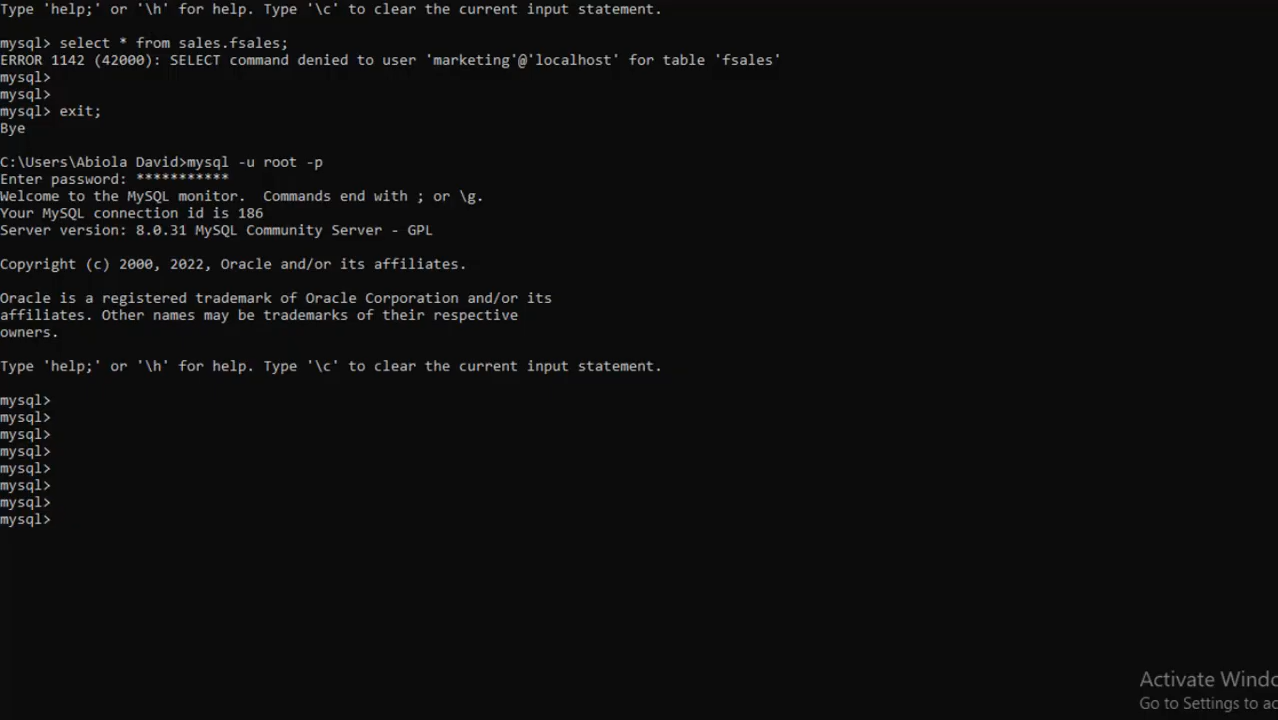 Type 'help;' or '\h' for help. Type '\c' to clear the current input statement.
mysql> select * from sales.fsales;
ERROR 1142 (42000): SELECT command denied to user 'marketing'@'localhost' for table 'fsales'
mysql>
mysql>
mysql> exit;
Bye
C:\Users\Abiola David>mysql -u root -p
Enter password: ***********
Welcome to the MySQL monitor.  Commands end with ; or \g.
Your MySQL connection id is 186
Server version: 8.0.31 MySQL Community Server - GPL
Copyright (c) 2000, 2022, Oracle and/or its affiliates.
Oracle is a registered trademark of Oracle Corporation and/or its
affiliates. Other names may be trademarks of their respective
owners.
Type 'help;' or '\h' for help. Type '\c' to clear the current input statement.
mysql>
mysql>
mysql>
mysql>
mysql>
mysql>
mysql>
mysql>
Activate Windo
Go to Settings to ac